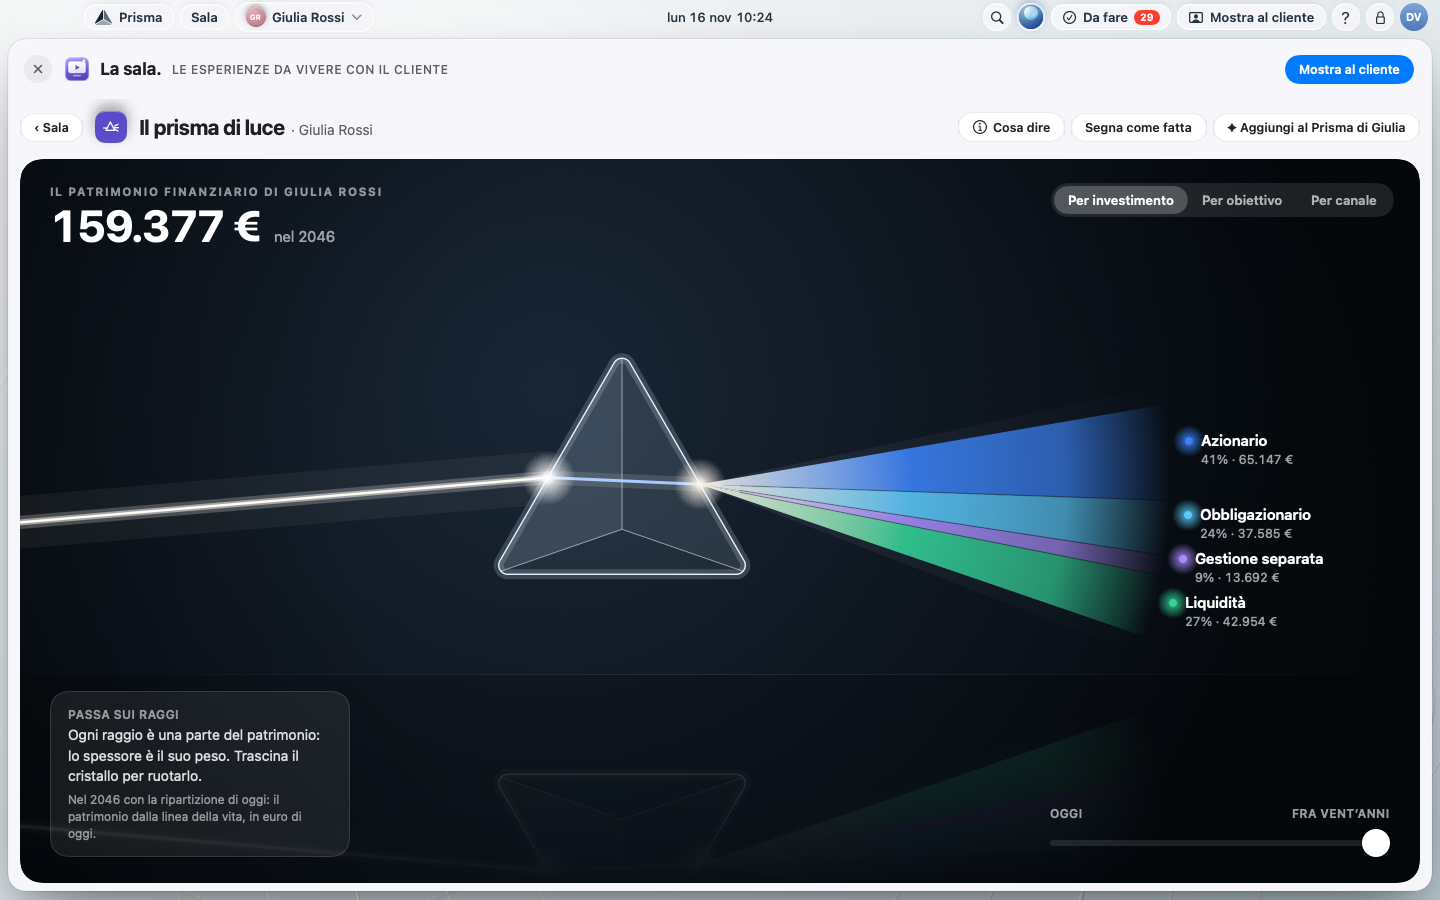 Prisma
Sala
GR Giulia Rossi
lun 16 nov 10:24
Da fare 29
Mostra al cliente
?
DV
La sala. LE ESPERIENZE DA VIVERE CON IL CLIENTE
Mostra al cliente
‹ Sala
Il prisma di luce · Giulia Rossi
Cosa dire
Segna come fatta
Aggiungi al Prisma di Giulia
IL PATRIMONIO FINANZIARIO DI GIULIA ROSSI
159.377 € nel 2046
Per investimento
Per obiettivo
Per canale
Azionario
41% · 65.147 €
Obbligazionario
24% · 37.585 €
Gestione separata
9% · 13.692 €
Liquidità
27% · 42.954 €
PASSA SUI RAGGI
Ogni raggio è una parte del patrimonio:
lo spessore è il suo peso. Trascina il
cristallo per ruotarlo.
Nel 2046 con la ripartizione di oggi: il
patrimonio dalla linea della vita, in euro di
oggi.
OGGI
FRA VENT'ANNI